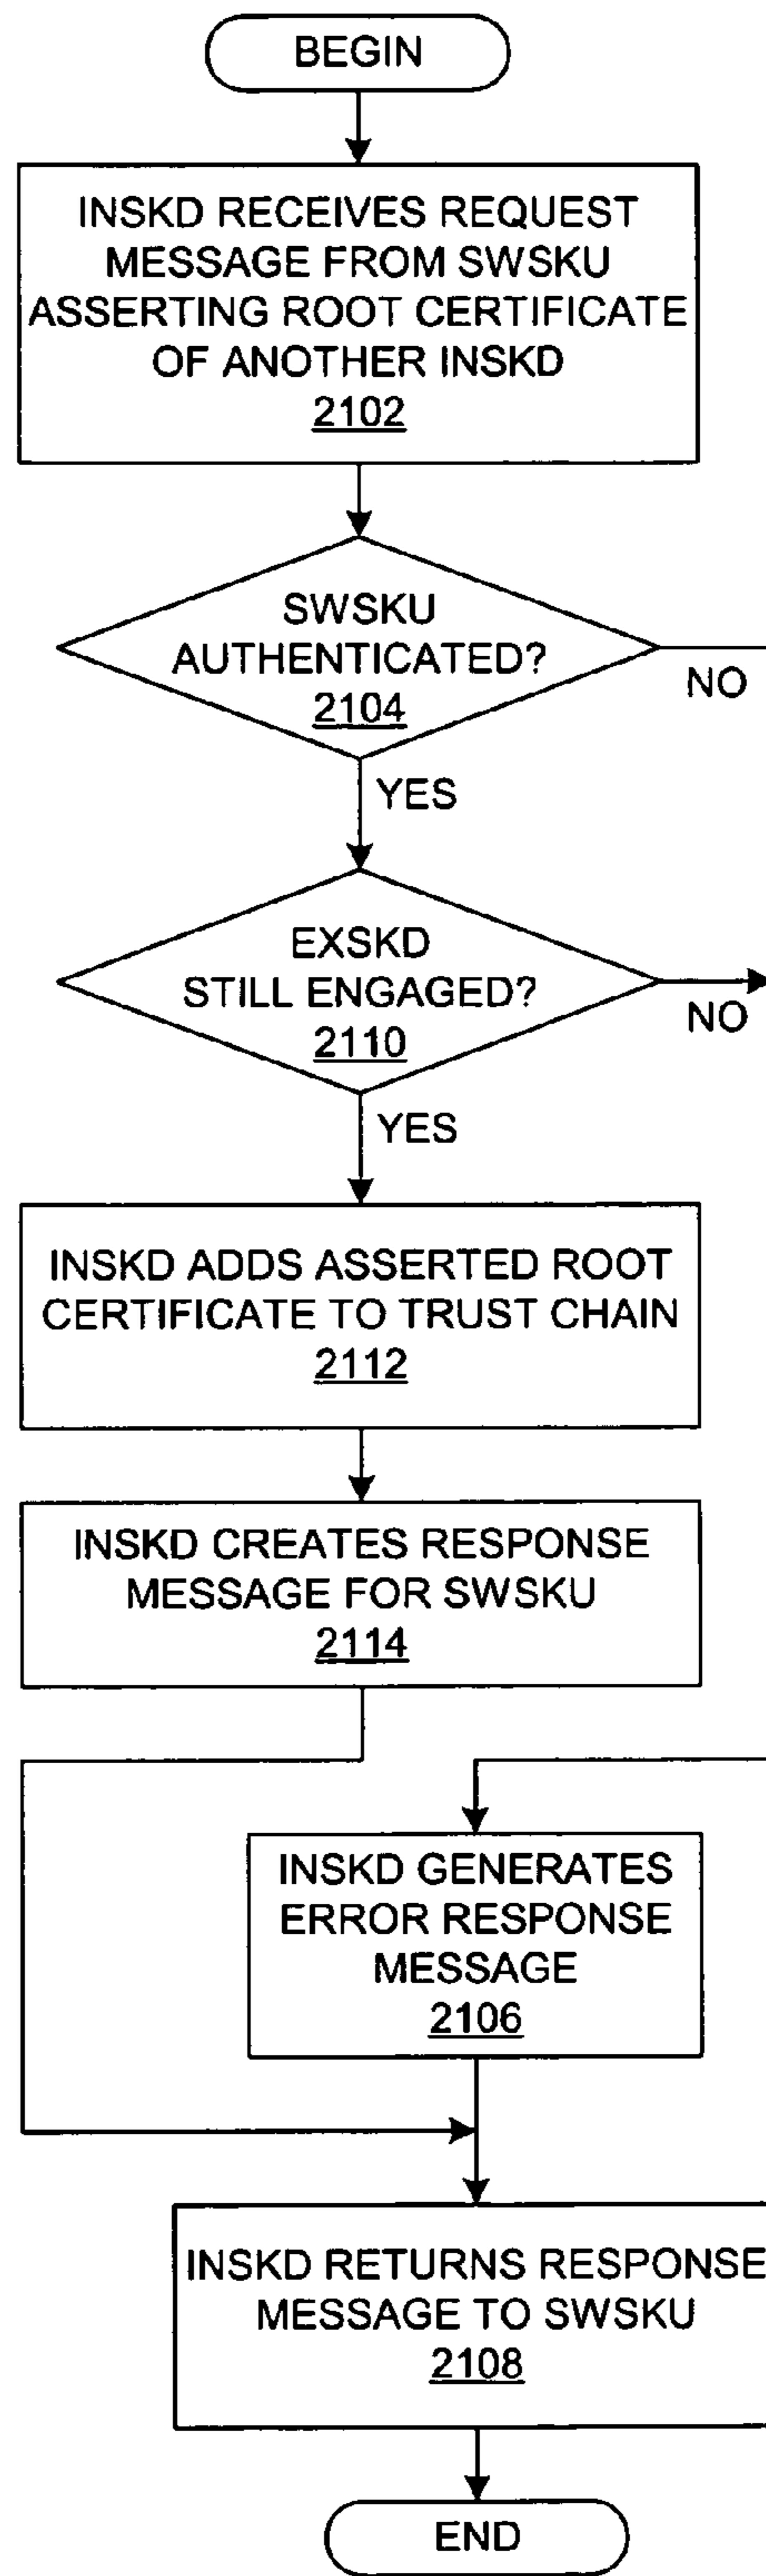 BEGIN
INSKD RECEIVES REQUEST
MESSAGE FROM SWSKU
ASSERTING ROOT CERTIFICATE
OF ANOTHER INSKD
2102
SWSKU
AUTHENTICATED?
2104
NO
YES
EXSKD
STILL ENGAGED?
2110
NO
YES
INSKD ADDS ASSERTED ROOT
CERTIFICATE TO TRUST CHAIN
2112
INSKD CREATES RESPONSE
MESSAGE FOR SWSKU
2114
INSKD GENERATES
ERROR RESPONSE
MESSAGE
2106
INSKD RETURNS RESPONSE
MESSAGE TO SWSKU
2108
END